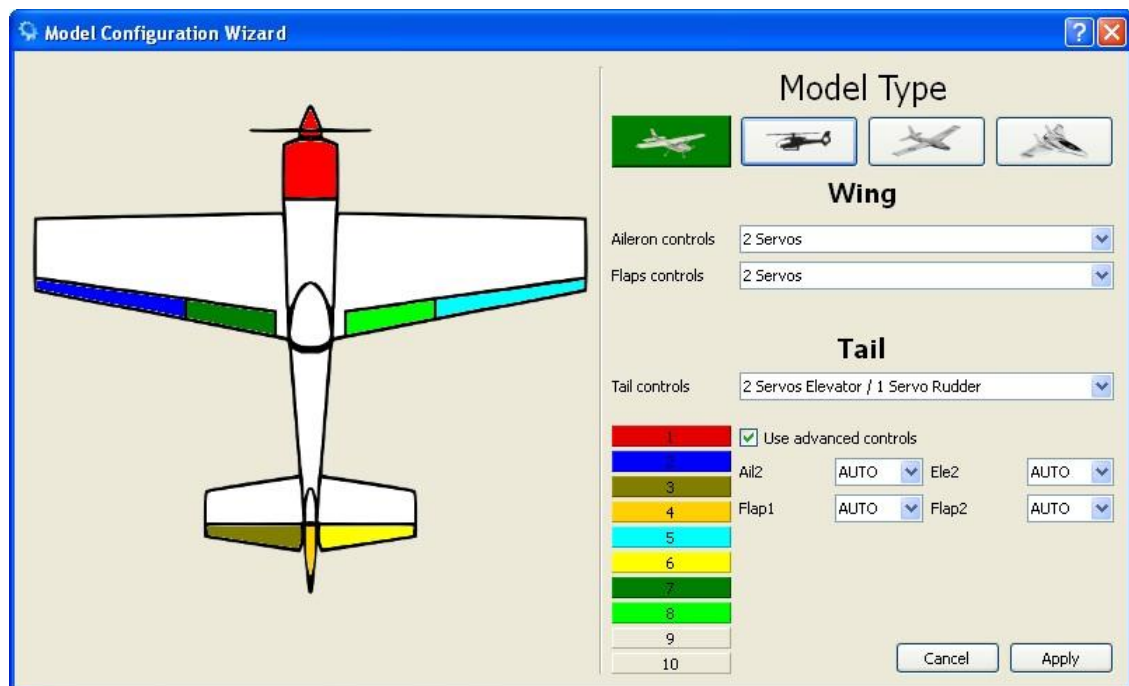 Model Configuration Wizard
Model Type
Wing
Aileron controls 2 Servos
Flaps controls 2 Servos
Tail
Tail controls 2 Servos Elevator / 1 Servo Rudder
1 Use advanced controls
2
Ail2 AUTO Ele2 AUTO
3
4
Flap1 AUTO Flap2 AUTO
5
6
7
8
9
10
Cancel Apply